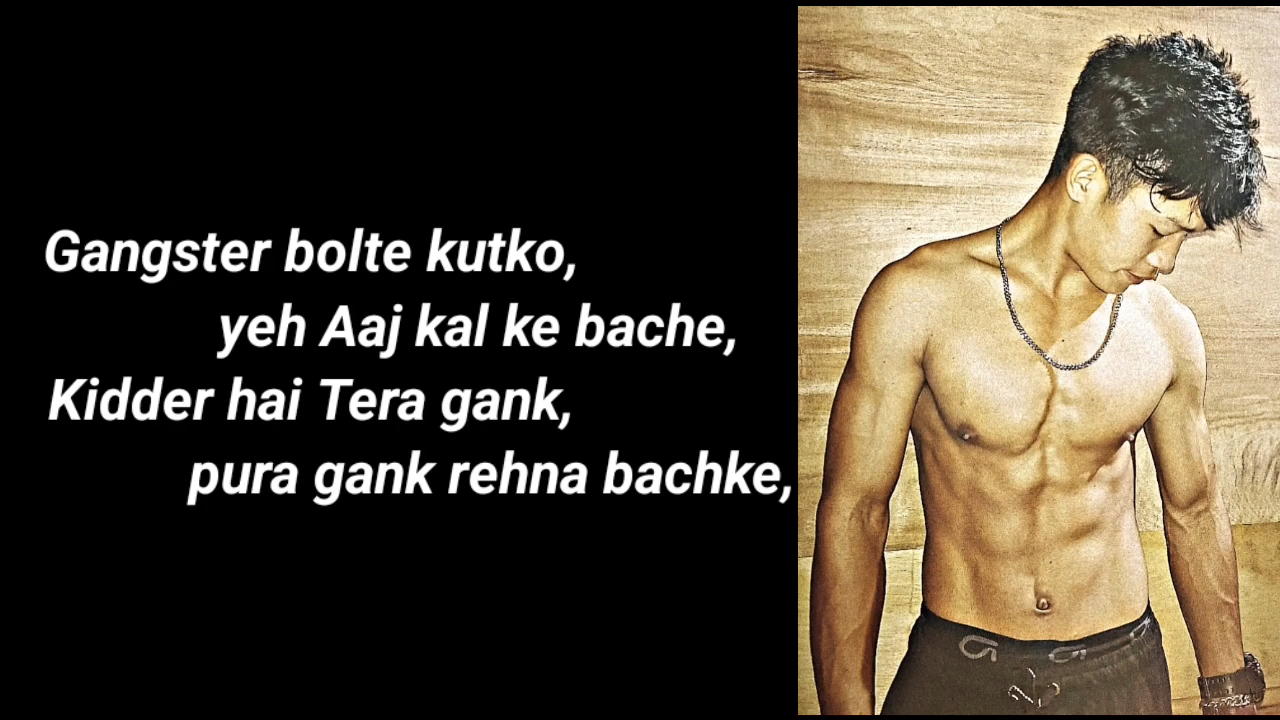 Gangster bolte kutko,
yeh Aaj kal ke bache,
Kidder hai Tera gank,
pura gank rehna bachke,